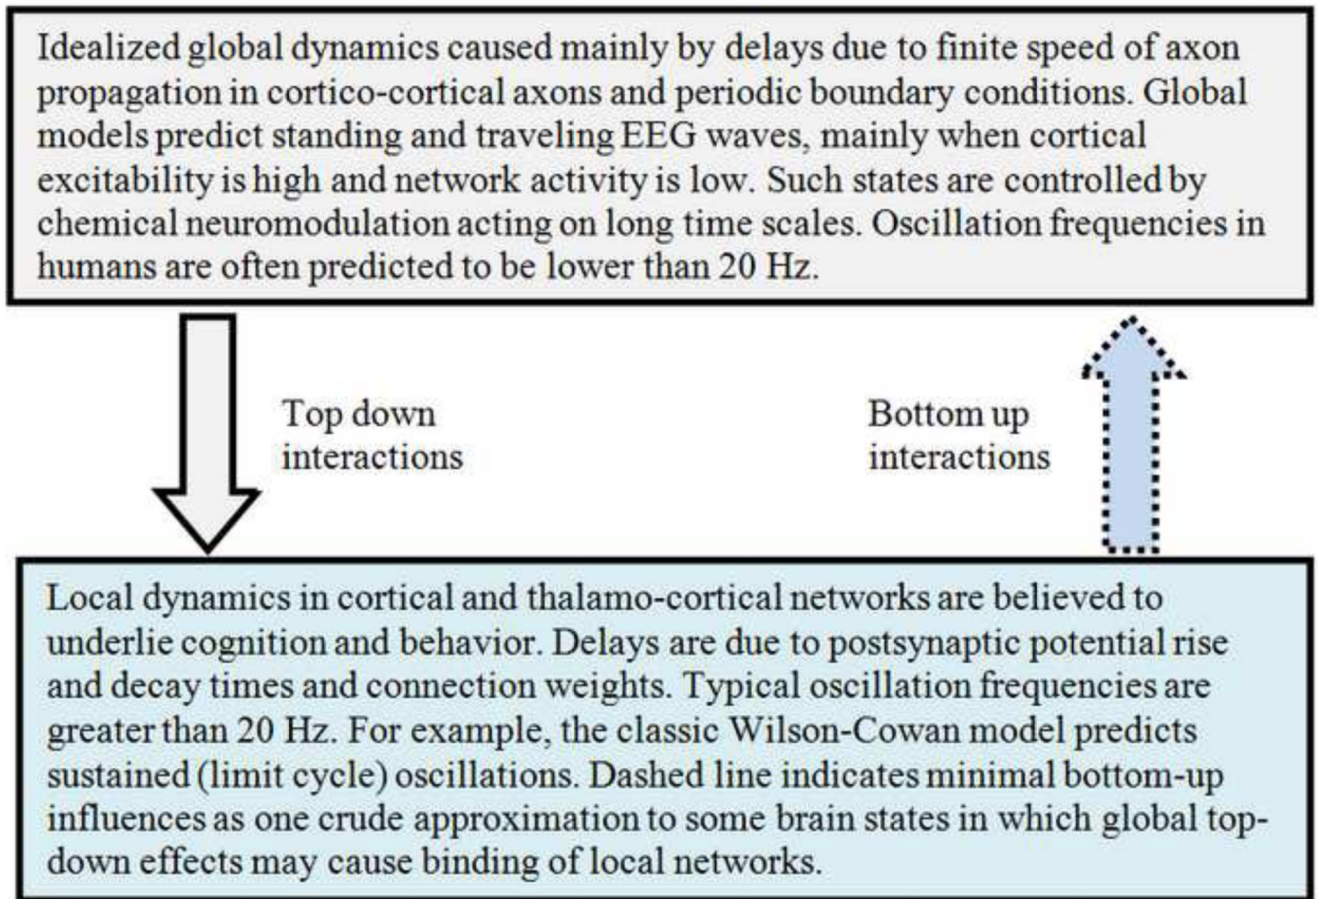 Idealized global dynamics caused mainly by delays due to finite speed of axon
propagation in cortico-cortical axons and periodic boundary conditions. Global
models predict standing and traveling EEG waves, mainly when cortical
excitability is high and network activity is low. Such states are controlled by
chemical neuromodulation acting on long time scales. Oscillation frequencies in
humans are often predicted to be lower than 20 Hz.
Top down
interactions
Bottom up
interactions
Local dynamics in cortical and thalamo-cortical networks are believed to
underlie cognition and behavior. Delays are due to postsynaptic potential rise
and decay times and connection weights. Typical oscillation frequencies are
greater than 20 Hz. For example, the classic Wilson-Cowan model predicts
sustained (limit cycle) oscillations. Dashed line indicates minimal bottom-up
influences as one crude approximation to some brain states in which global top-
down effects may cause binding of local networks.